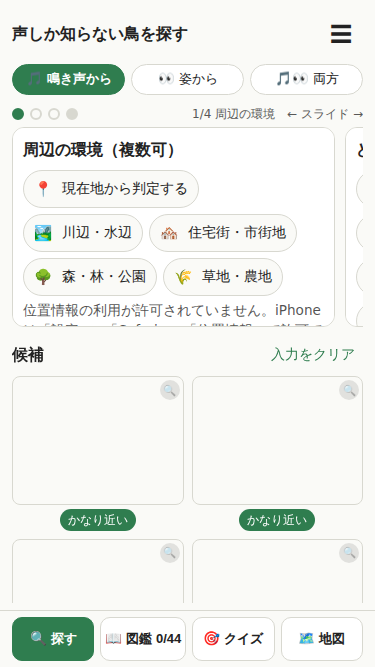 声しか知らない鳥を探す
🎵 鳴き声から
👀 姿から
🎵👀 両方
1/4 周辺の環境 ← スライド →
周辺の環境（複数可）
📍 現在地から判定する
🏞️ 川辺・水辺
🏘️ 住宅街・市街地
🌳 森・林・公園
🌾 草地・農地
位置情報の利用が許可されていません。iPhone
候補
入力をクリア
かなり近い
かなり近い
🔍 探す
📖 図鑑 0/44
🎯 クイズ
🗺️ 地図